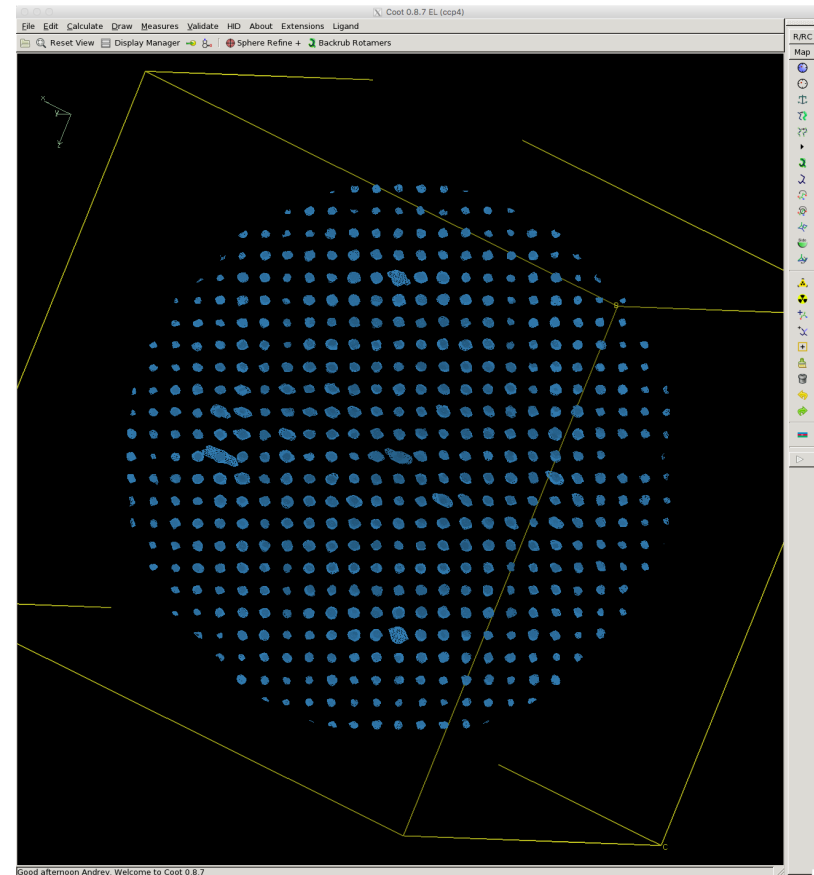 Coot 0.8.7 EL (ccp4)
File Edit Calculate Draw Measures Validate HID About Extensions Ligand
Reset View Display Manager Sphere Refine + Backrub Rotamers
R/RC
Map
x
y
z
B
C
Good afternoon Andrey. Welcome to Coot 0.8.7